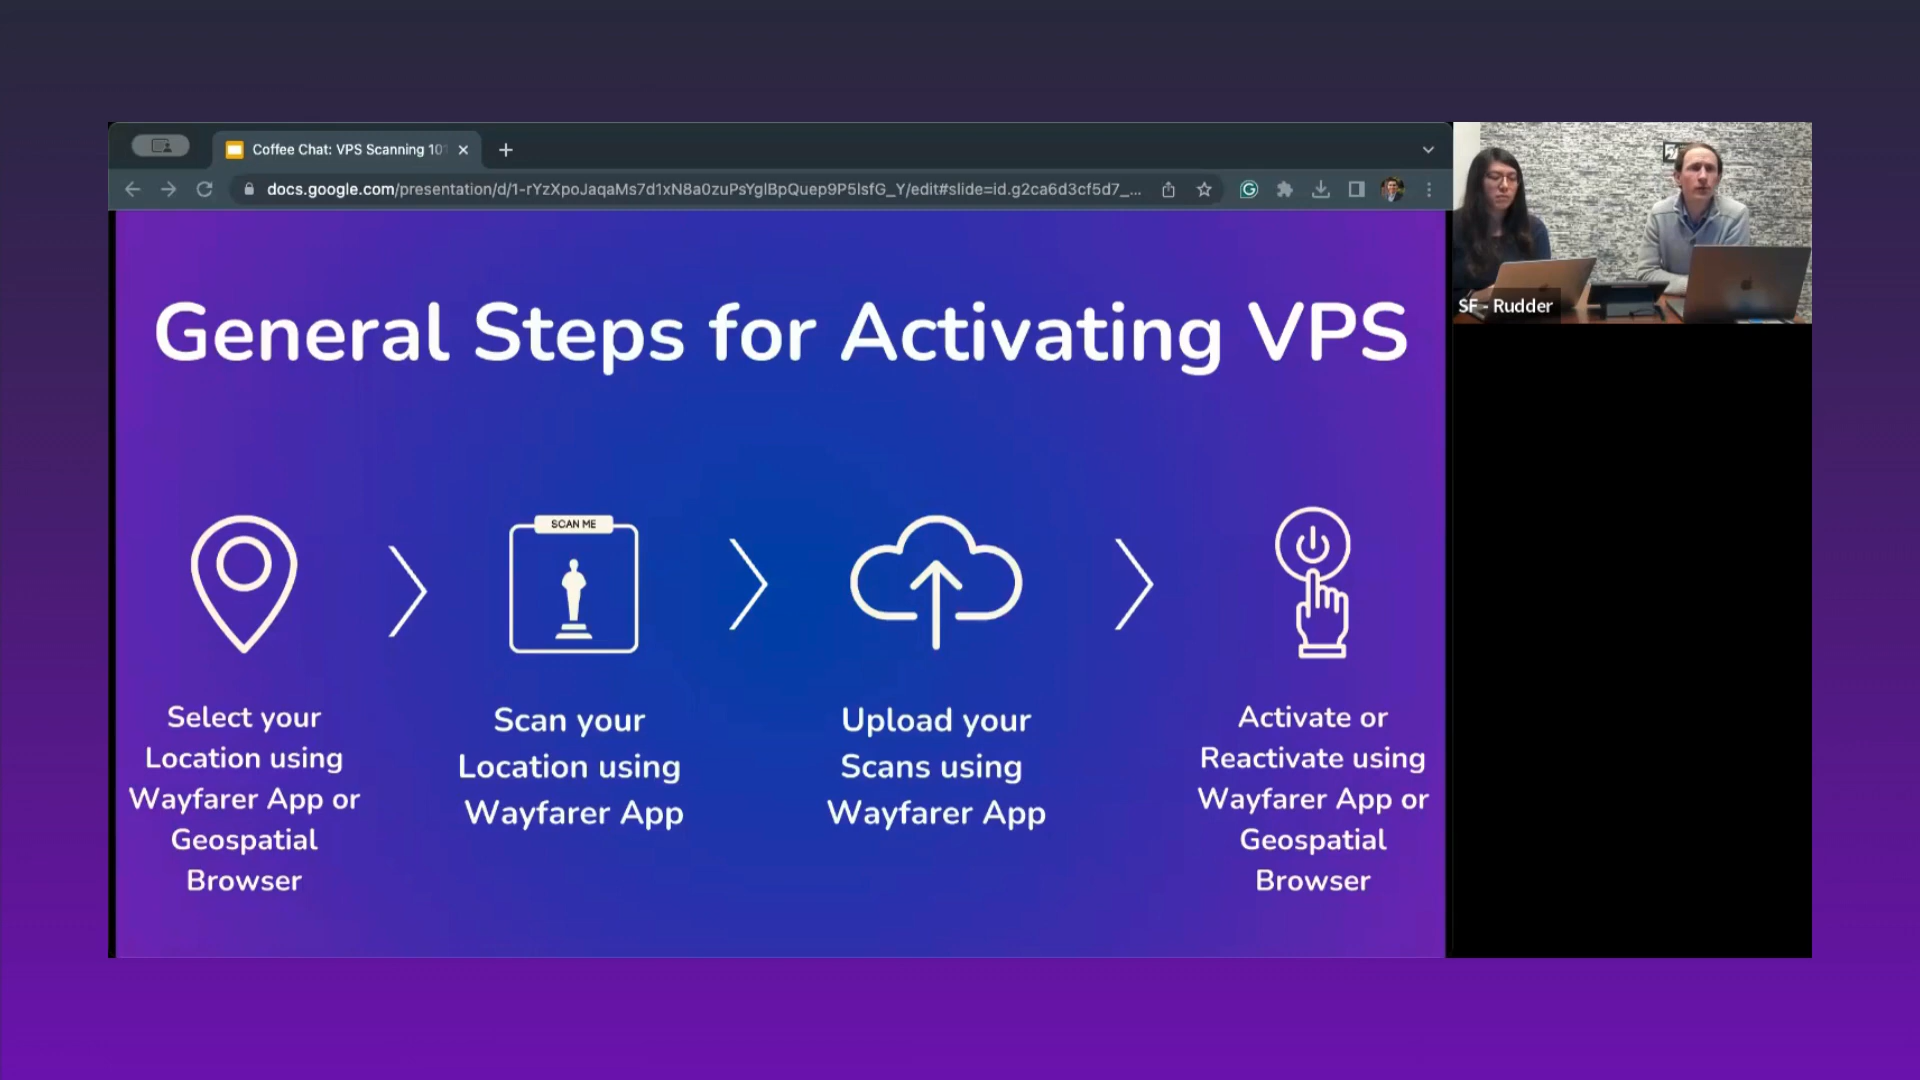 Coffee Chat: VPS Scanning 101
docs.google.com/presentation/d/1-rYzXpoJaqaMs7d1xN8a0zuPsYglBpQuep9P5lsfG_Y/edit#slide=id.g2ca6d3cf5d7_...
SF - Rudder
General Steps for Activating VPS
SCAN ME
Select your
Location using
Wayfarer App or
Geospatial
Browser
Scan your
Location using
Wayfarer App
Upload your
Scans using
Wayfarer App
Activate or
Reactivate using
Wayfarer App or
Geospatial
Browser